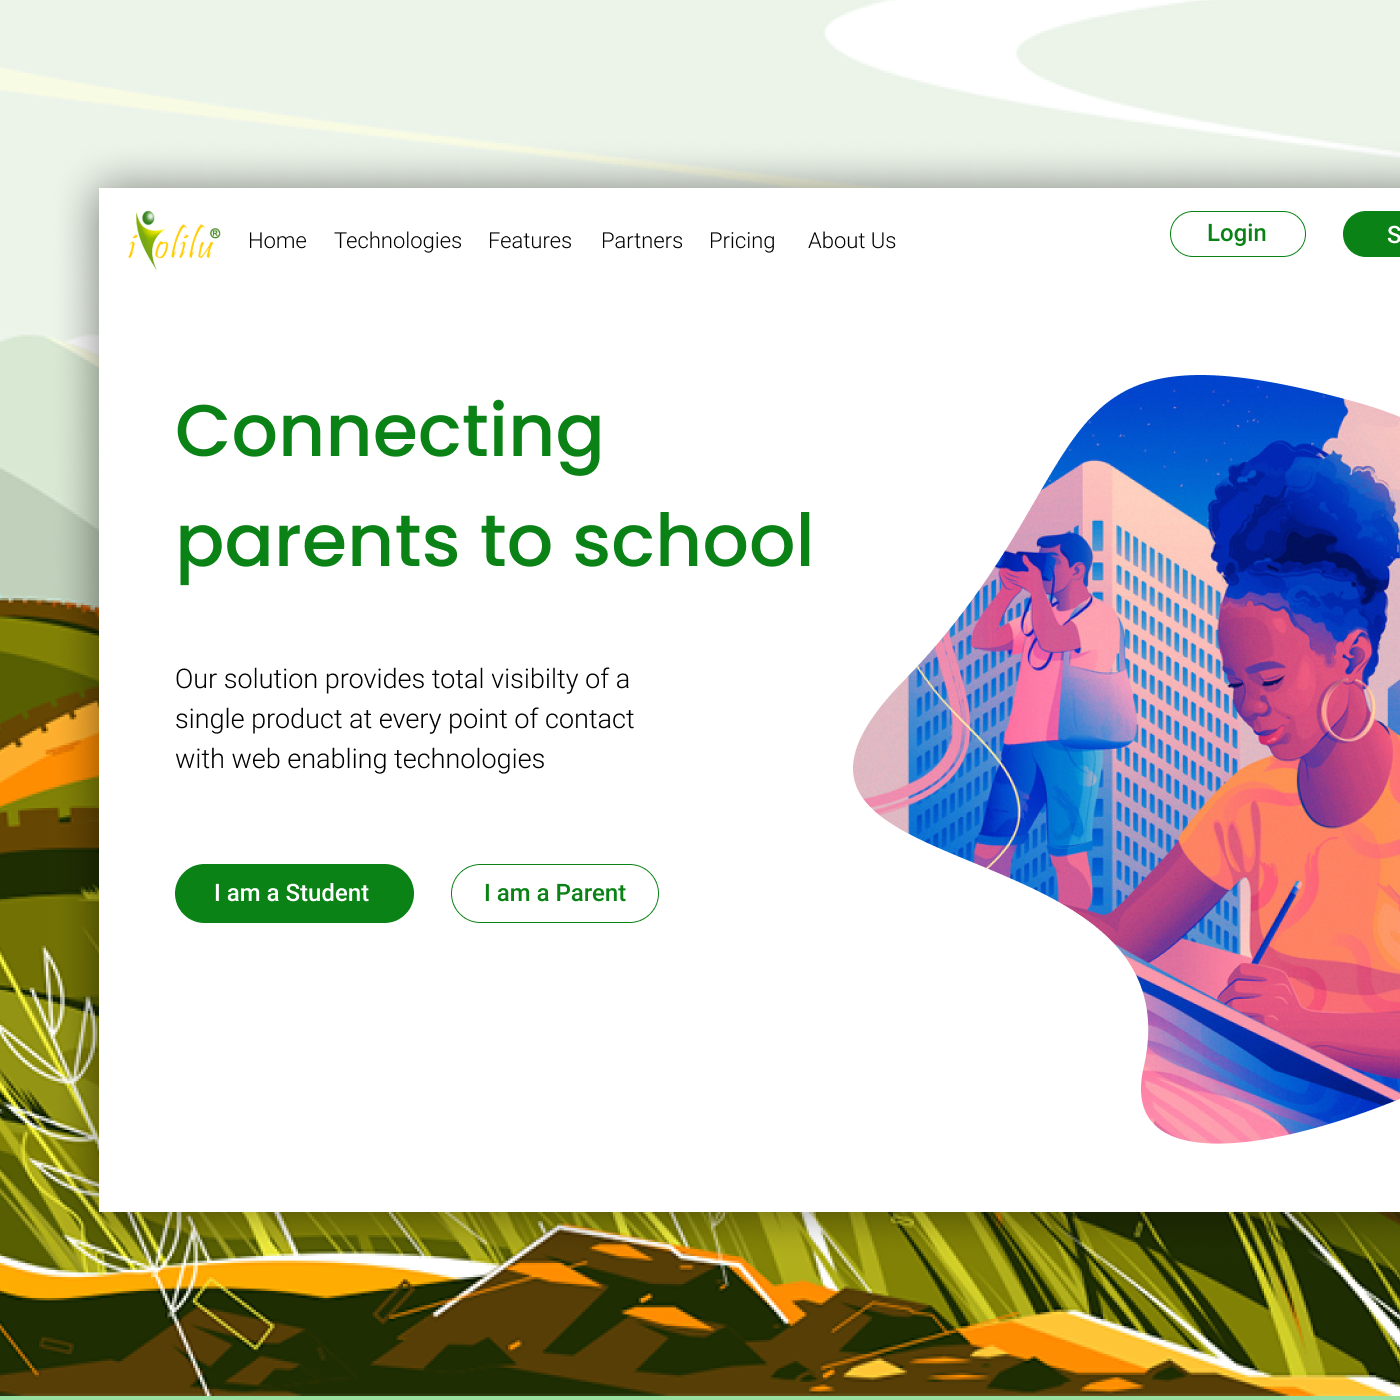 iVolilu®
Home Technologies Features Partners Pricing About Us
Login
S
Connecting
parents to school
Our solution provides total visibilty of a
single product at every point of contact
with web enabling technologies
I am a Student
I am a Parent